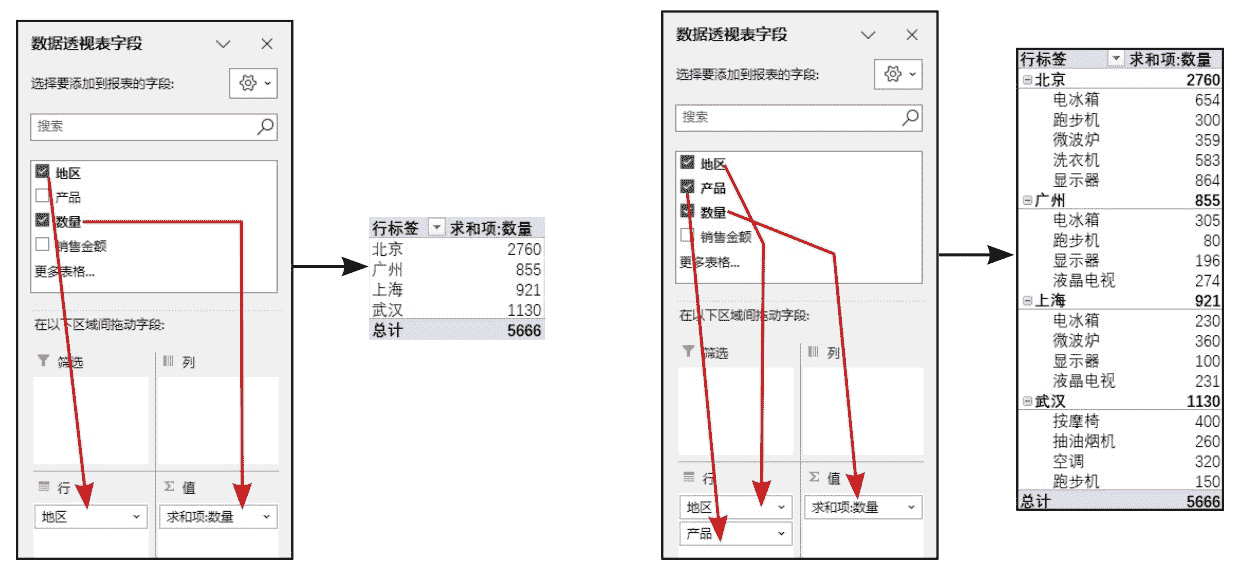 数据透视表字段
选择要添加到报表的字段:
搜索
地区
产品
数量
销售金额
更多表格...
在以下区域间拖动字段:
筛选 列
行 Σ 值
地区 求和项:数量
行标签 求和项:数量
北京 2760
广州 855
上海 921
武汉 1130
总计 5666
数据透视表字段
选择要添加到报表的字段:
搜索
地区
产品
数量
销售金额
更多表格...
在以下区域间拖动字段:
筛选 列
行 Σ 值
地区 求和项:数量
产品
行标签 求和项:数量
北京 2760
电冰箱 654
跑步机 300
微波炉 359
洗衣机 583
显示器 864
广州 855
电冰箱 305
跑步机 80
显示器 196
液晶电视 274
上海 921
电冰箱 230
微波炉 360
显示器 100
液晶电视 231
武汉 1130
按摩椅 400
抽油烟机 260
空调 320
跑步机 150
总计 5666